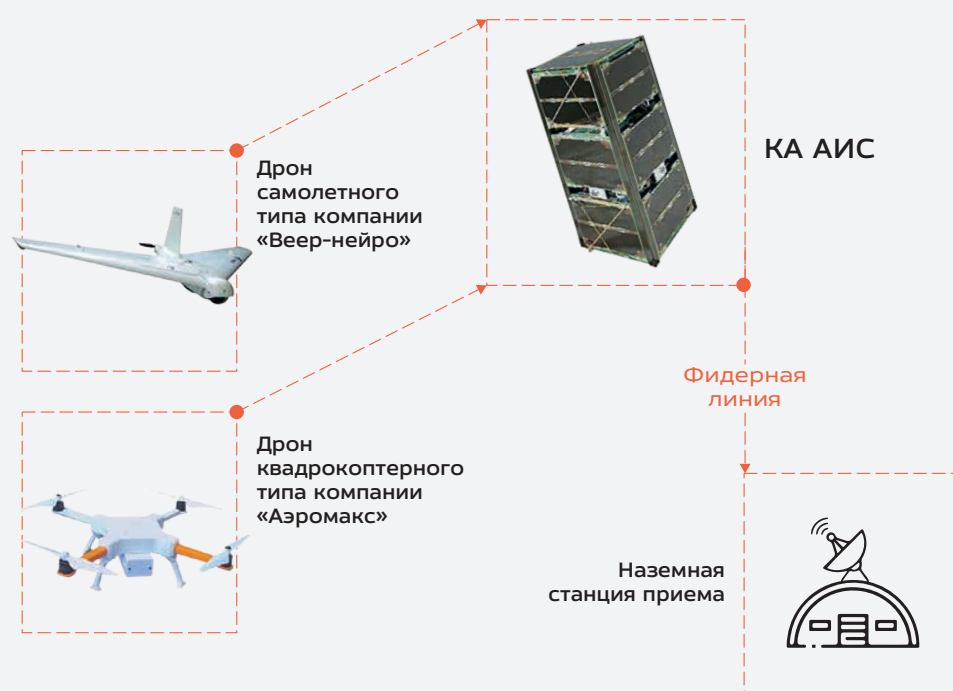 КА АИС
Дрон
самолетного
типа компании
«Веер-нейро»
Фидерная
линия
Дрон
квадрокоптерного
типа компании
«Аэромакс»
Наземная
станция приема